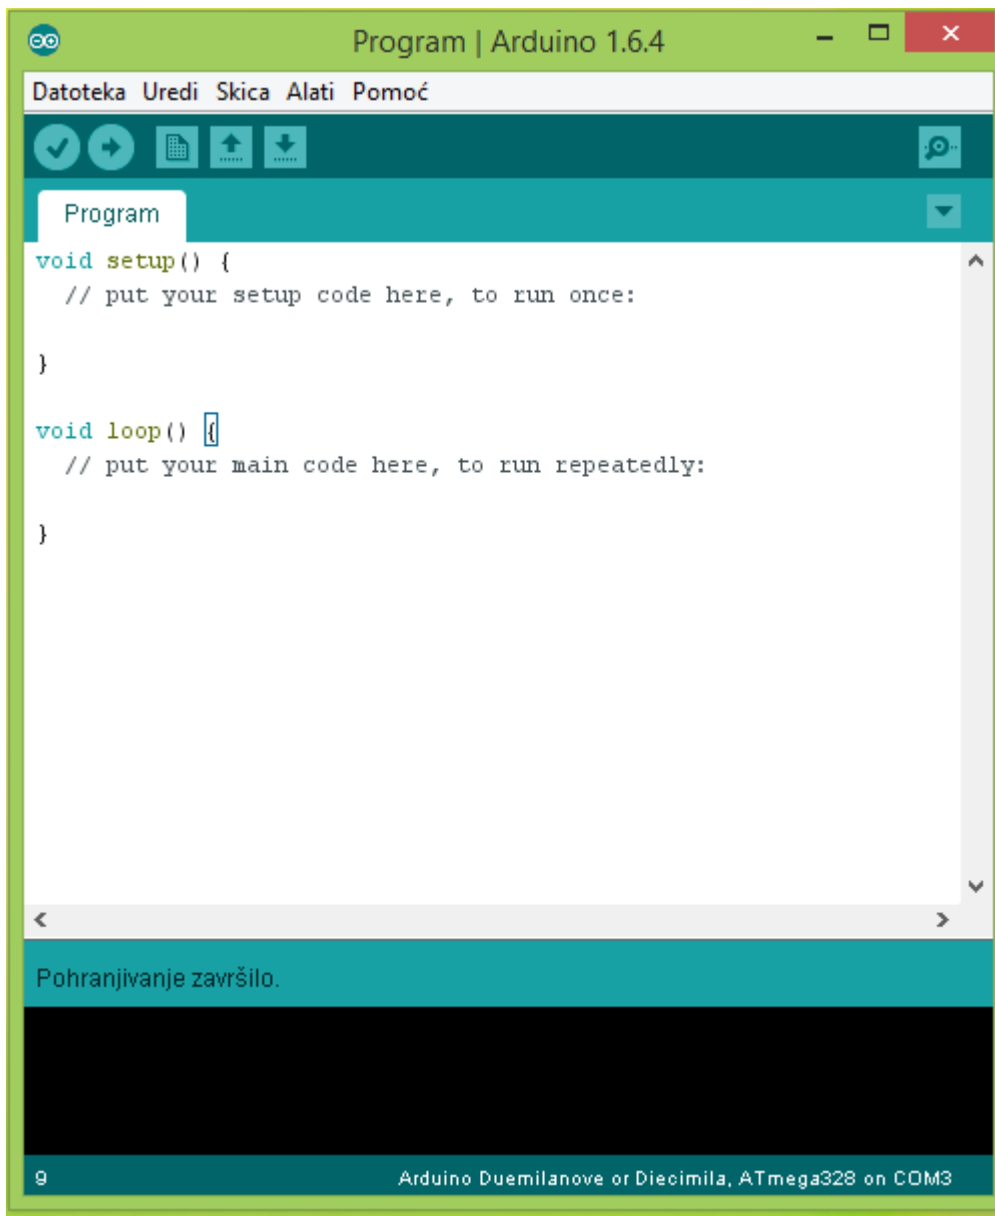 Program | Arduino 1.6.4
Datoteka Uredi Skica Alati Pomoć
Program
void setup() {
  // put your setup code here, to run once:
}
void loop() {
  // put your main code here, to run repeatedly:
}
Pohranjivanje završilo.
9 Arduino Duemilanove or Diecimila, ATmega328 on COM3